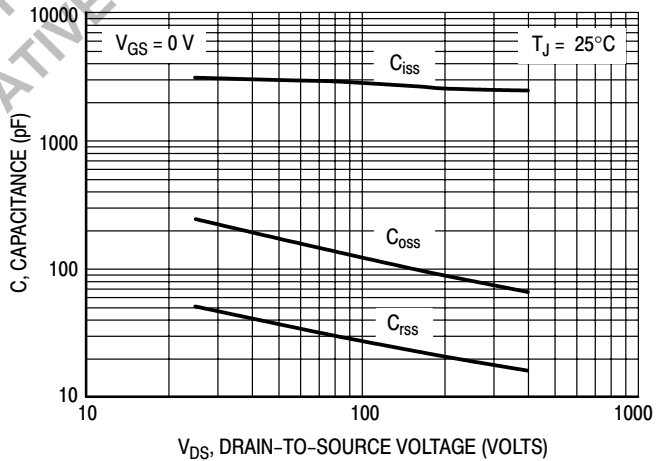 ATIVE
10000
V_GS = 0 V
C_iss
T_J = 25°C
1000
C_oss
100
C_rss
10
10
100
1000
C, CAPACITANCE (pF)
V_DS, DRAIN−TO−SOURCE VOLTAGE (VOLTS)